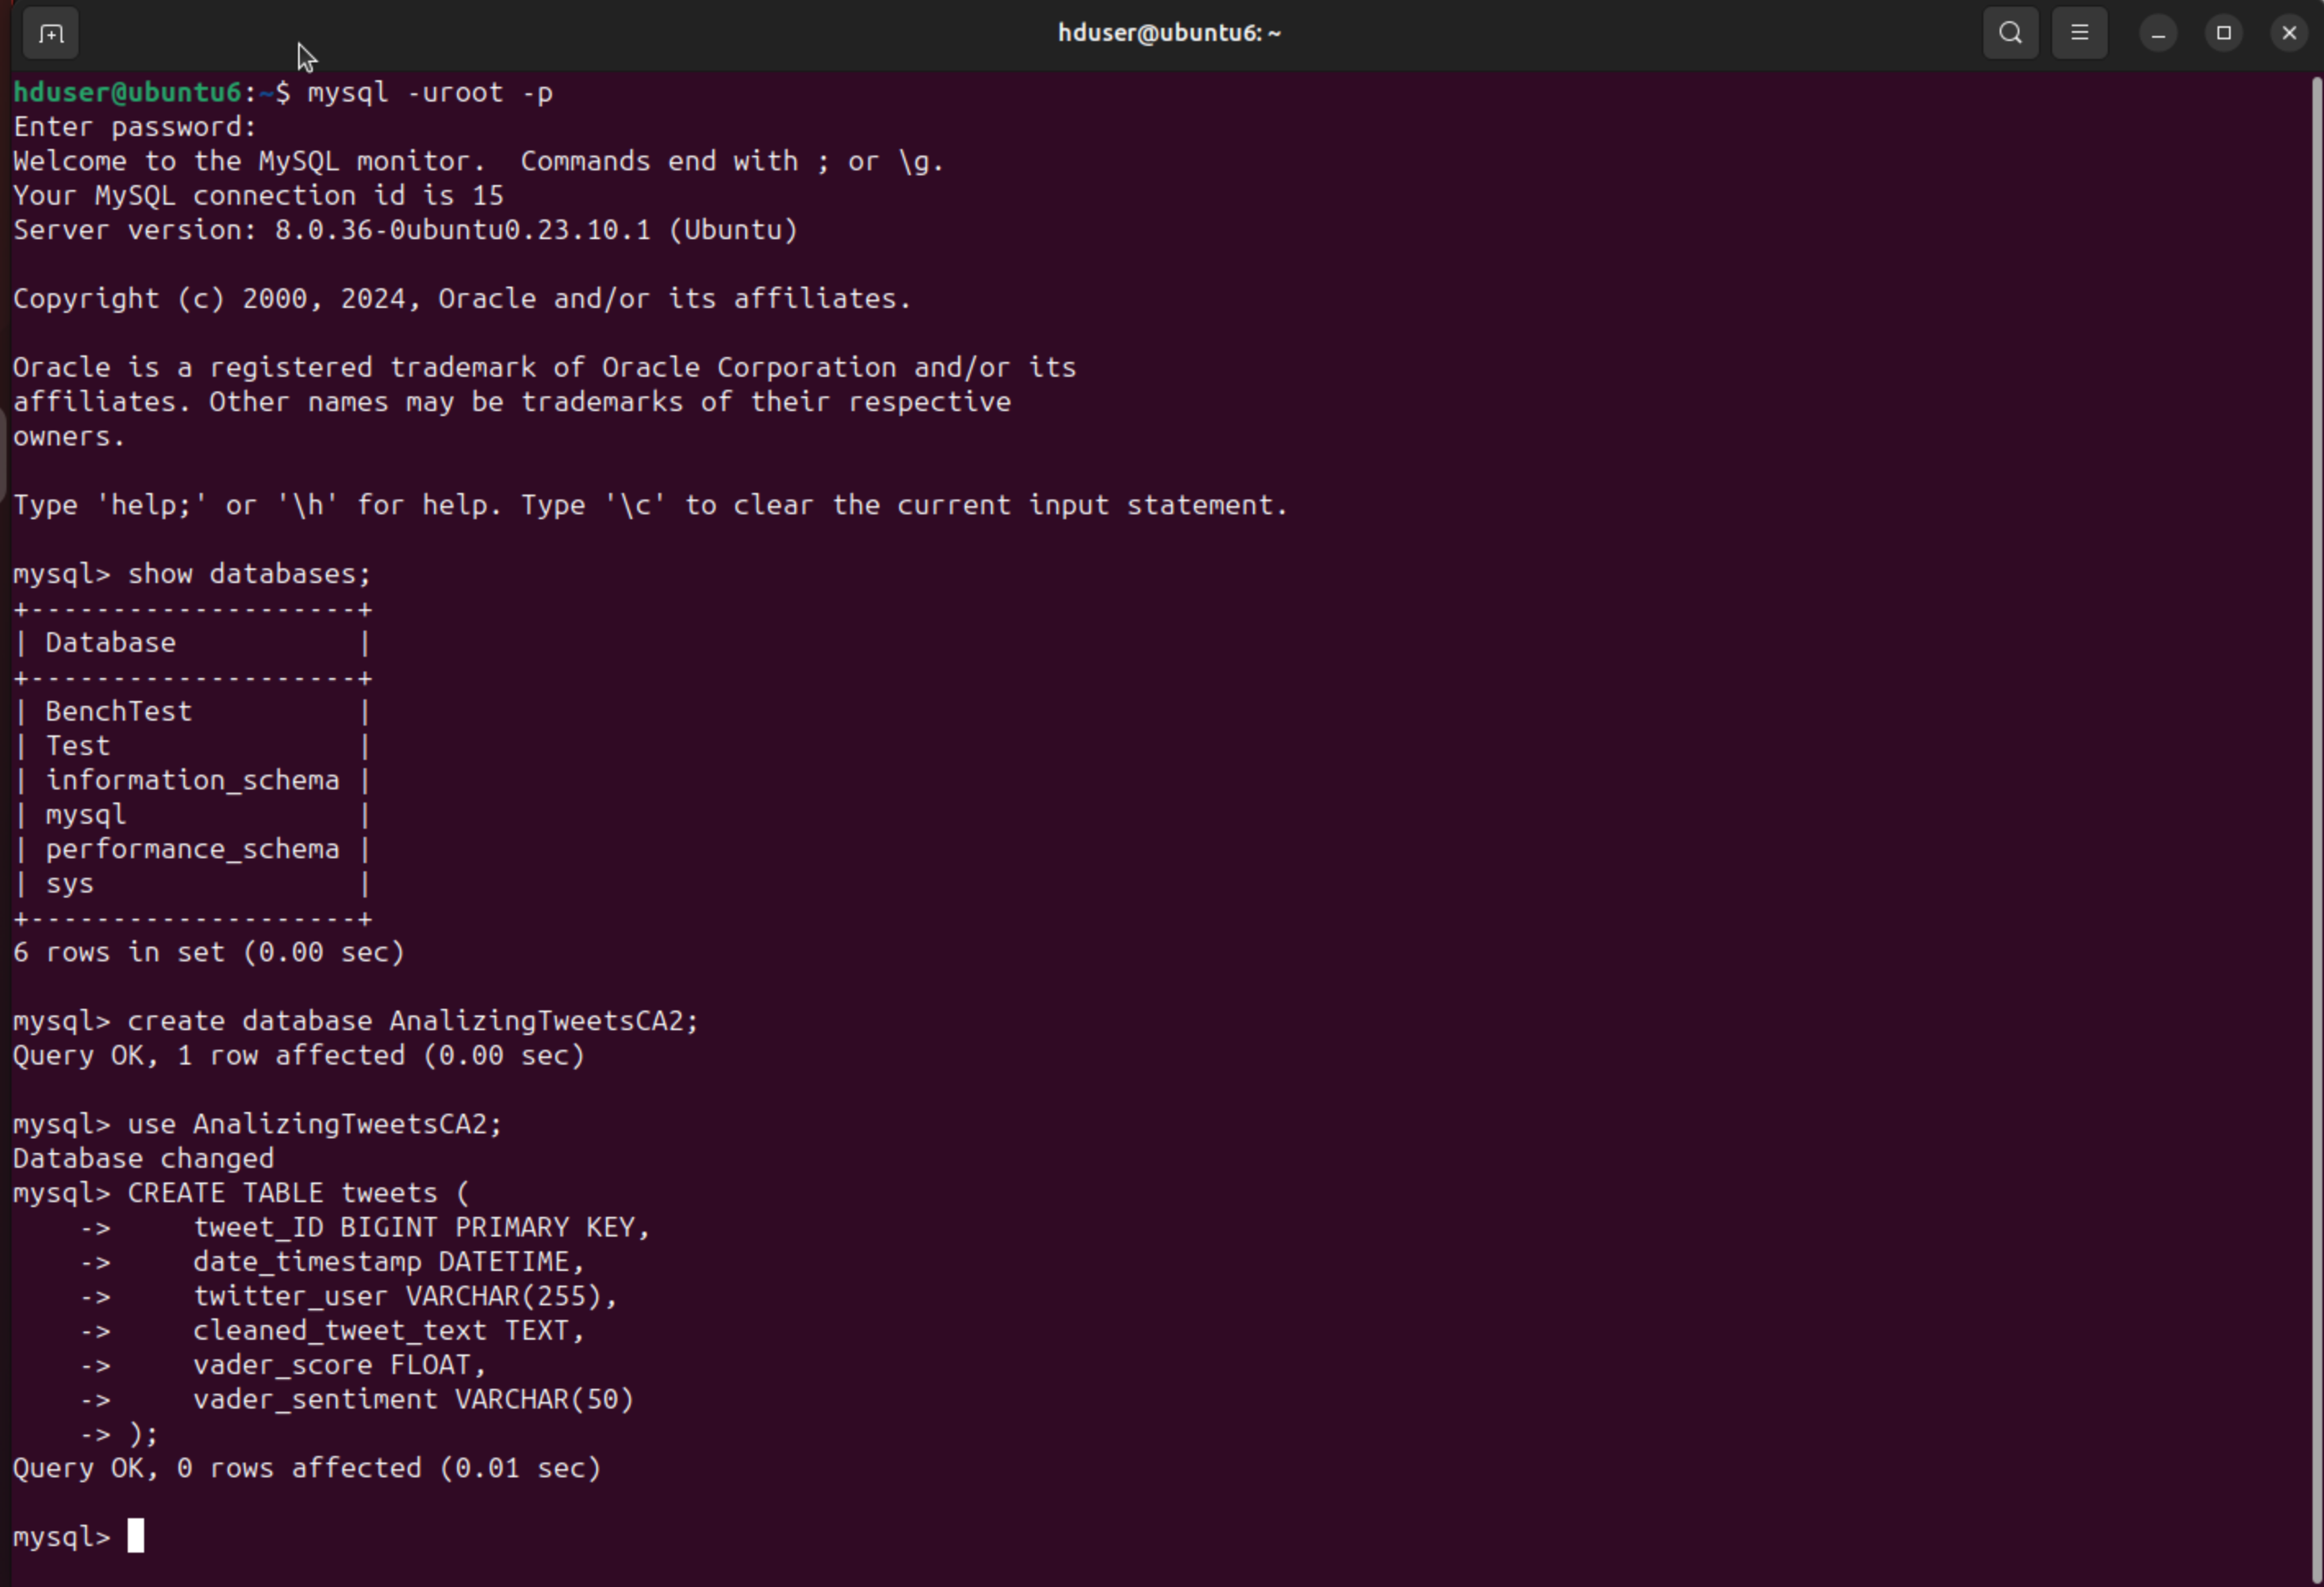 hduser@ubuntu6: ~
hduser@ubuntu6:~$ mysql -uroot -p
Enter password:
Welcome to the MySQL monitor.  Commands end with ; or \g.
Your MySQL connection id is 15
Server version: 8.0.36-0ubuntu0.23.10.1 (Ubuntu)
Copyright (c) 2000, 2024, Oracle and/or its affiliates.
Oracle is a registered trademark of Oracle Corporation and/or its
affiliates. Other names may be trademarks of their respective
owners.
Type 'help;' or '\h' for help. Type '\c' to clear the current input statement.
mysql> show databases;
+--------------------+
| Database           |
+--------------------+
| BenchTest          |
| Test               |
| information_schema |
| mysql              |
| performance_schema |
| sys                |
+--------------------+
6 rows in set (0.00 sec)
mysql> create database AnalizingTweetsCA2;
Query OK, 1 row affected (0.00 sec)
mysql> use AnalizingTweetsCA2;
Database changed
mysql> CREATE TABLE tweets (
    ->     tweet_ID BIGINT PRIMARY KEY,
    ->     date_timestamp DATETIME,
    ->     twitter_user VARCHAR(255),
    ->     cleaned_tweet_text TEXT,
    ->     vader_score FLOAT,
    ->     vader_sentiment VARCHAR(50)
    -> );
Query OK, 0 rows affected (0.01 sec)
mysql>